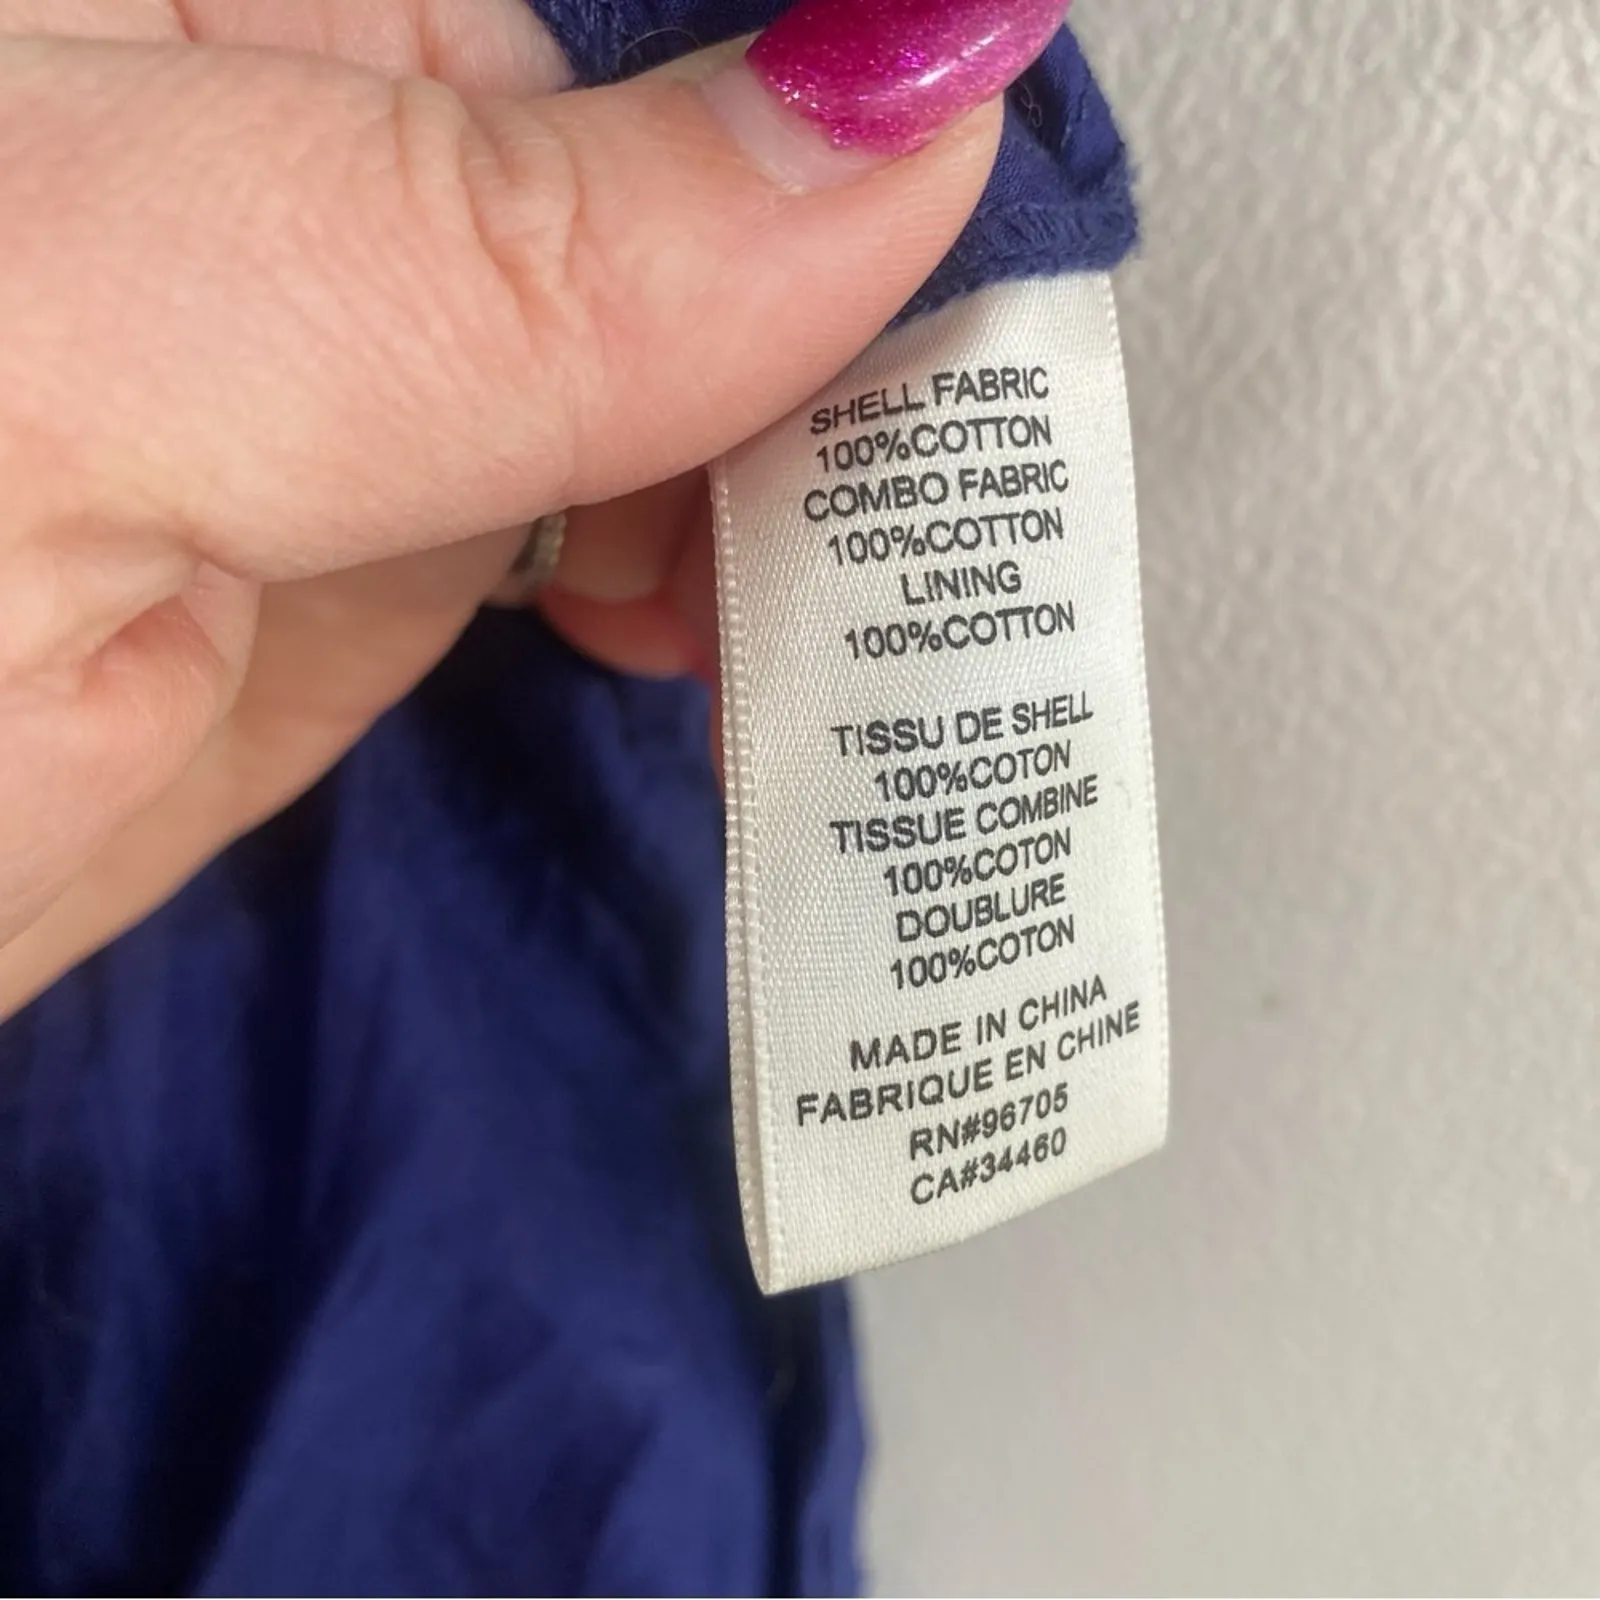 SHELL FABRIC
100%COTTON
COMBO FABRIC
100%COTTON
LINING
100%COTTON
TISSU DE SHELL
100%COTON
TISSUE COMBINE
100%COTON
DOUBLURE
100%COTON
MADE IN CHINA
FABRIQUE EN CHINE
RN#96705
CA#34460